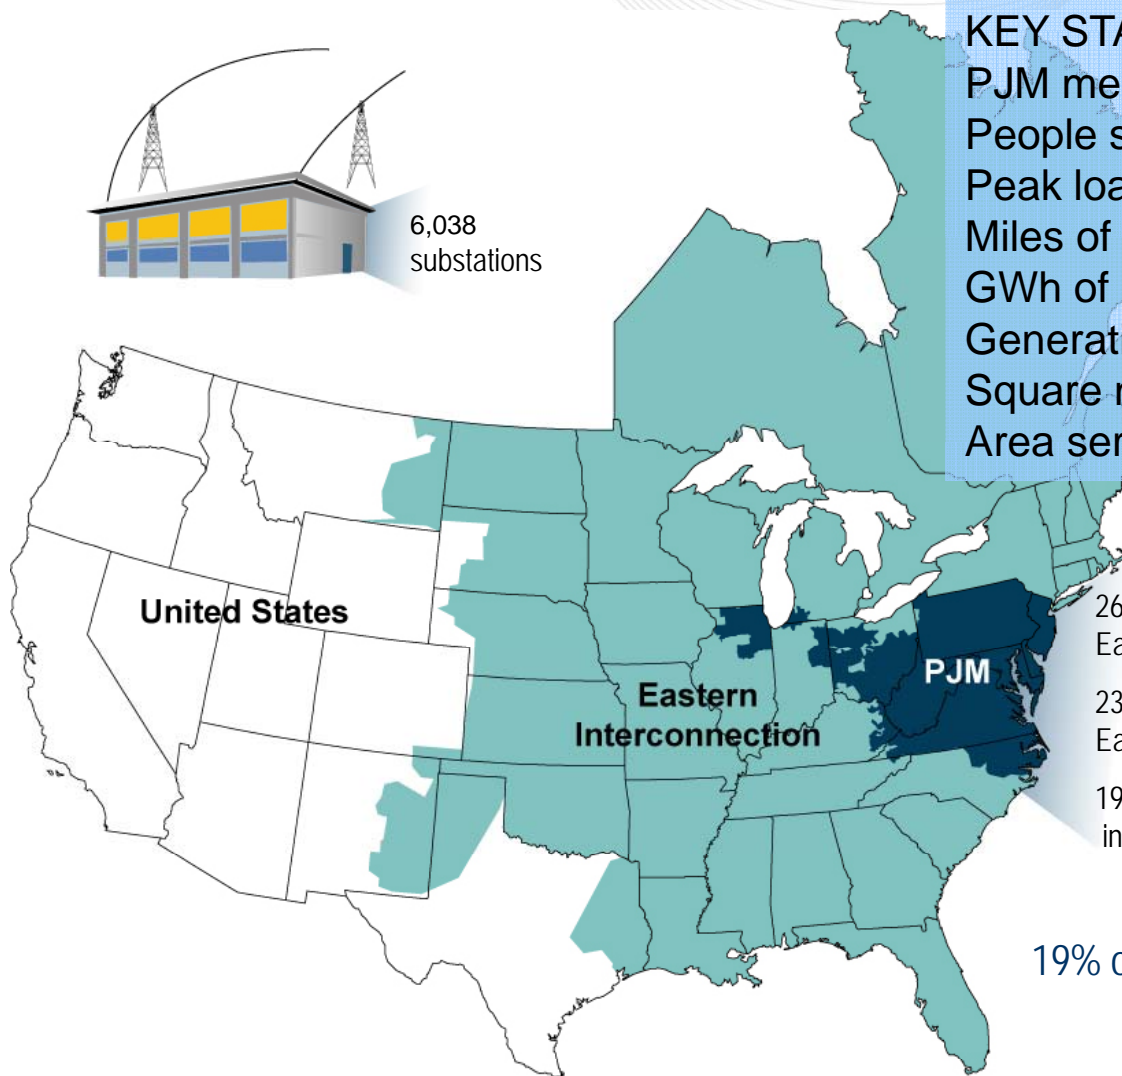 KEY STA
PJM me
People s
Peak loa
Miles of
GWh of
Generat
Square
Area ser
6,038
substations
United States
Eastern
Interconnection
PJM
26
Ea
23
Ea
19
in
19%